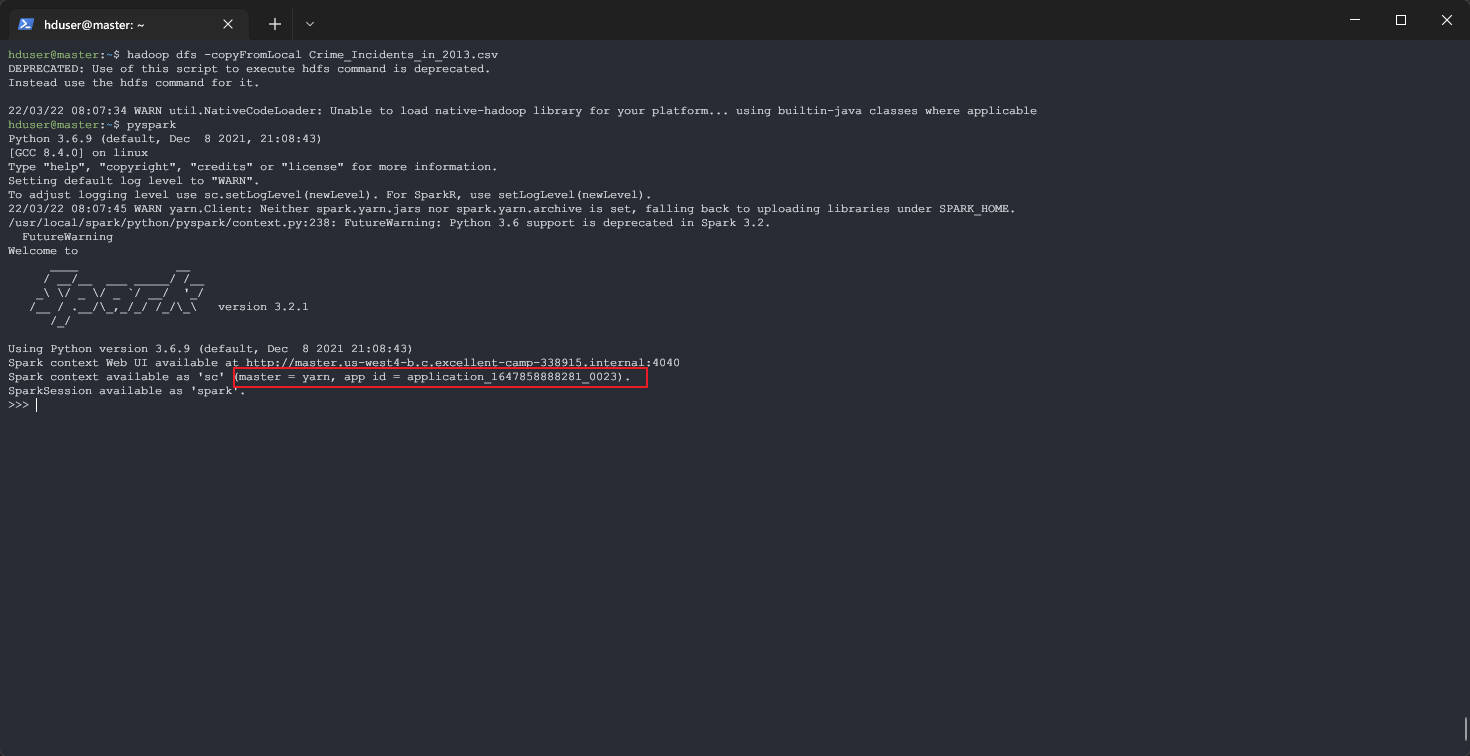 hduser@master: ~
hduser@master:~$ hadoop dfs -copyFromLocal Crime_Incidents_in_2013.csv
DEPRECATED: Use of this script to execute hdfs command is deprecated.
Instead use the hdfs command for it.

22/03/22 08:07:34 WARN util.NativeCodeLoader: Unable to load native-hadoop library for your platform... using builtin-java classes where applicable
hduser@master:~$ pyspark
Python 3.6.9 (default, Dec  8 2021, 21:08:43)
[GCC 8.4.0] on linux
Type "help", "copyright", "credits" or "license" for more information.
Setting default log level to "WARN".
To adjust logging level use sc.setLogLevel(newLevel). For SparkR, use setLogLevel(newLevel).
22/03/22 08:07:45 WARN yarn.Client: Neither spark.yarn.jars nor spark.yarn.archive is set, falling back to uploading libraries under SPARK_HOME.
/usr/local/spark/python/pyspark/context.py:238: FutureWarning: Python 3.6 support is deprecated in Spark 3.2.
  FutureWarning
Welcome to
      ____              __
     / __/__  ___ _____/ /__
    _\ \/ _ \/ _ `/ __/  '_/
   /__ / .__/\_,_/_/ /_/\_\   version 3.2.1
      /_/

Using Python version 3.6.9 (default, Dec  8 2021 21:08:43)
Spark context Web UI available at http://master.us-west4-b.c.excellent-camp-338915.internal:4040
Spark context available as 'sc' (master = yarn, app id = application_1647858888281_0023).
SparkSession available as 'spark'.
>>>